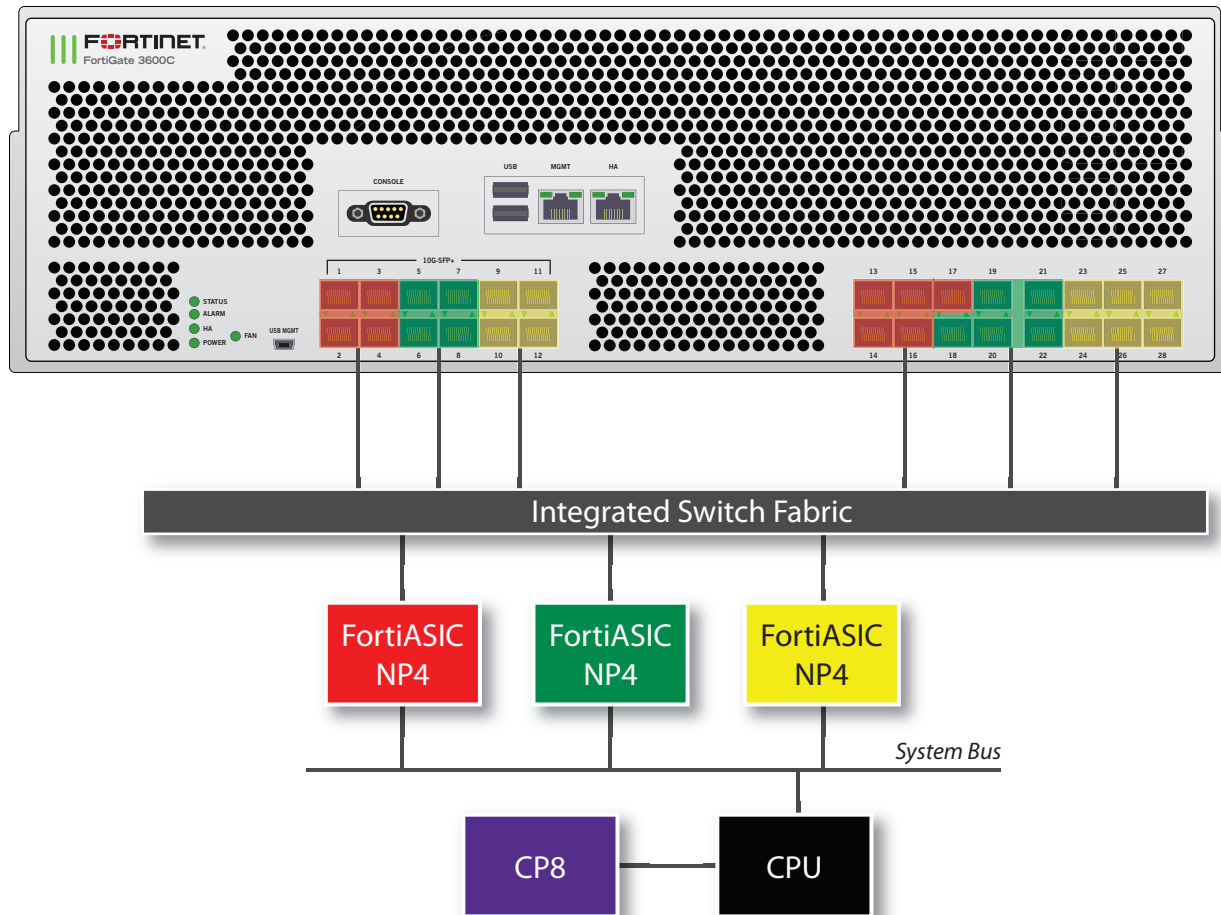 FORTINET.
FortiGate 3600C
USB MGMT HA
CONSOLE
10G-SFP+
1 3 5 7 9 11
13 15 17 19 21 23 25 27
STATUS
ALARM
HA
FAN
POWER
USB MGMT
2 4 6 8 10 12
14 16 18 20 22 24 26 28
Integrated Switch Fabric
FortiASIC
NP4
FortiASIC
NP4
FortiASIC
NP4
System Bus
CP8
CPU